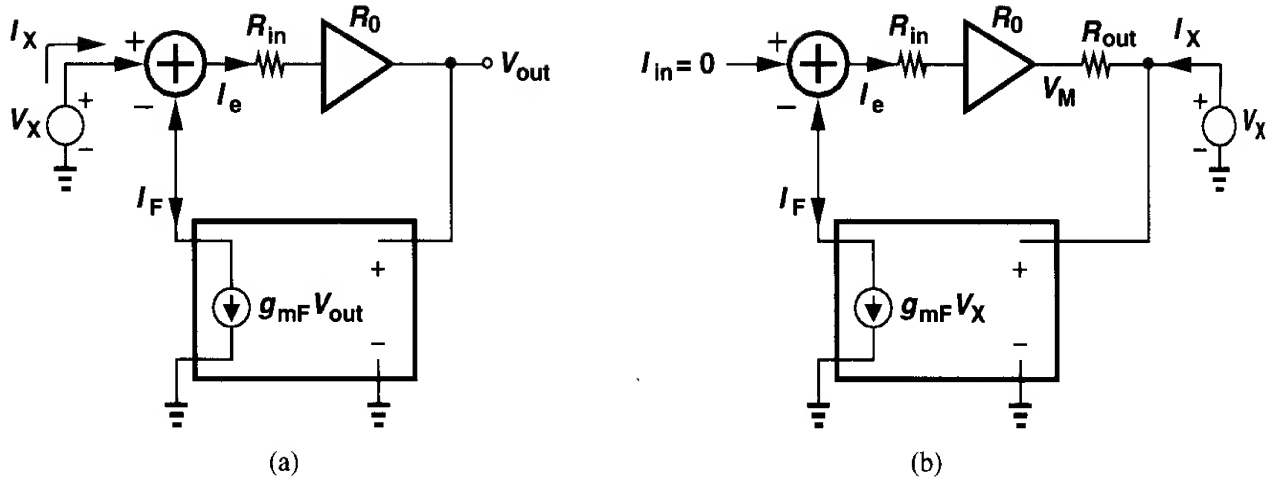 I_X
R_in
R_0
+
−
I_e
V_out
V_X
+
−
I_F
g_mF V_out
+
−
(a)
I_in = 0
+
−
R_in
R_0
R_out
I_X
I_e
V_M
+
−
V_X
I_F
g_mF V_X
+
−
(b)